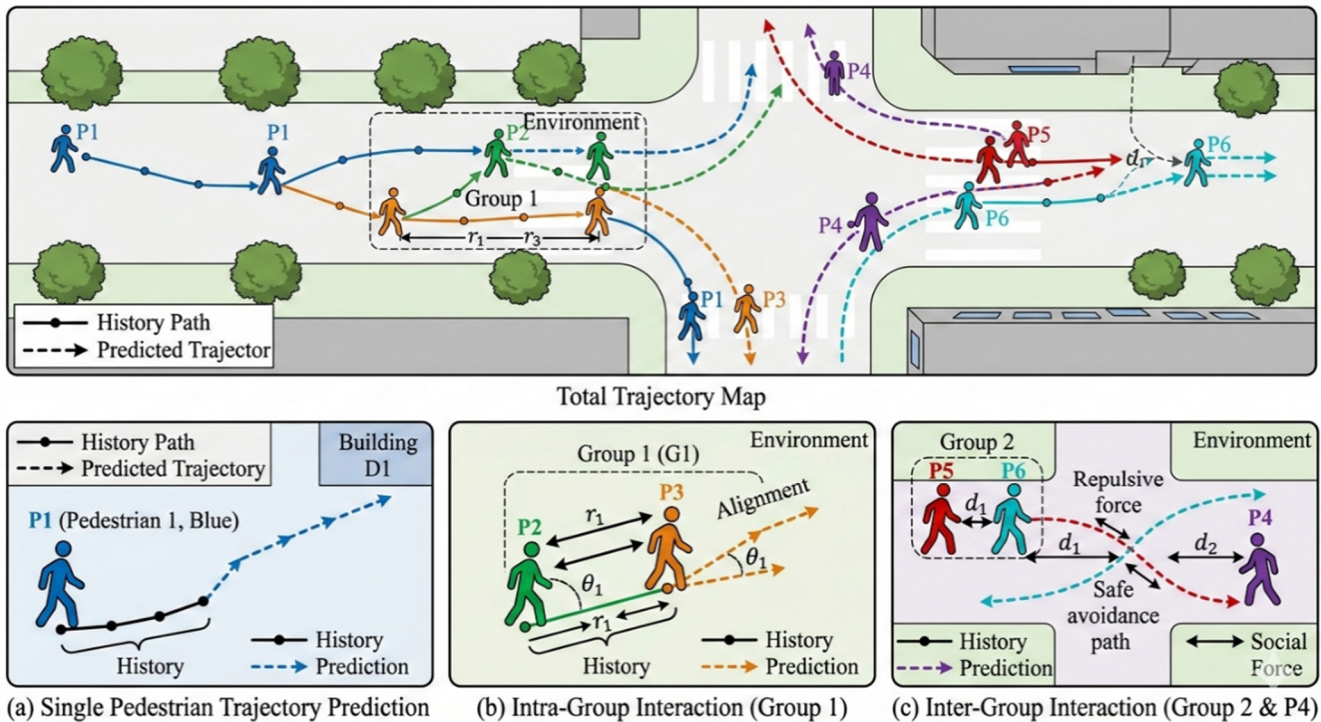 P1
P1
P2
Environment
P4
P5
d₁
P6
Group 1
P4
P6
r₁
r₃
P1
P3
History Path
Predicted Trajector
Total Trajectory Map
History Path
Predicted Trajectory
Building
D1
P1 (Pedestrian 1, Blue)
History
History
Prediction
(a) Single Pedestrian Trajectory Prediction
Environment
Group 1 (G1)
P3
Alignment
r₁
P2
θ₁
θ₁
r₁
History
History
Prediction
(b) Intra-Group Interaction (Group 1)
Group 2
Environment
P5
P6
Repulsive
force
P4
d₁
d₁
d₂
Safe
avoidance
path
History
Prediction
Social
Force
(c) Inter-Group Interaction (Group 2 & P4)